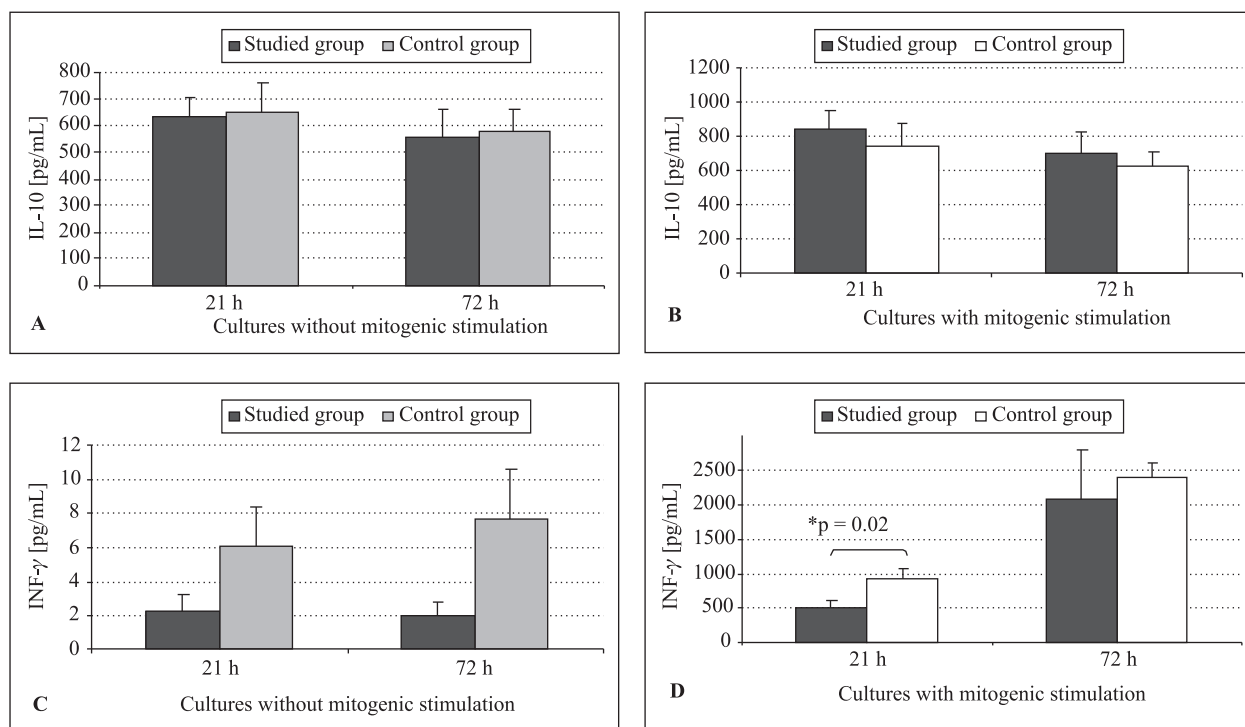 Studied group Control group
IL-10 [pg/mL]
800
700
600
500
400
300
200
100
0
21 h 72 h
A Cultures without mitogenic stimulation
Studied group Control group
IL-10 [pg/mL]
1200
1000
800
600
400
200
0
21 h 72 h
B Cultures with mitogenic stimulation
Studied group Control group
INF-γ [pg/mL]
12
10
8
6
4
2
0
21 h 72 h
C Cultures without mitogenic stimulation
Studied group Control group
INF-γ [pg/mL]
2500
2000
1500
1000
500
0
*p = 0.02
21 h 72 h
D Cultures with mitogenic stimulation